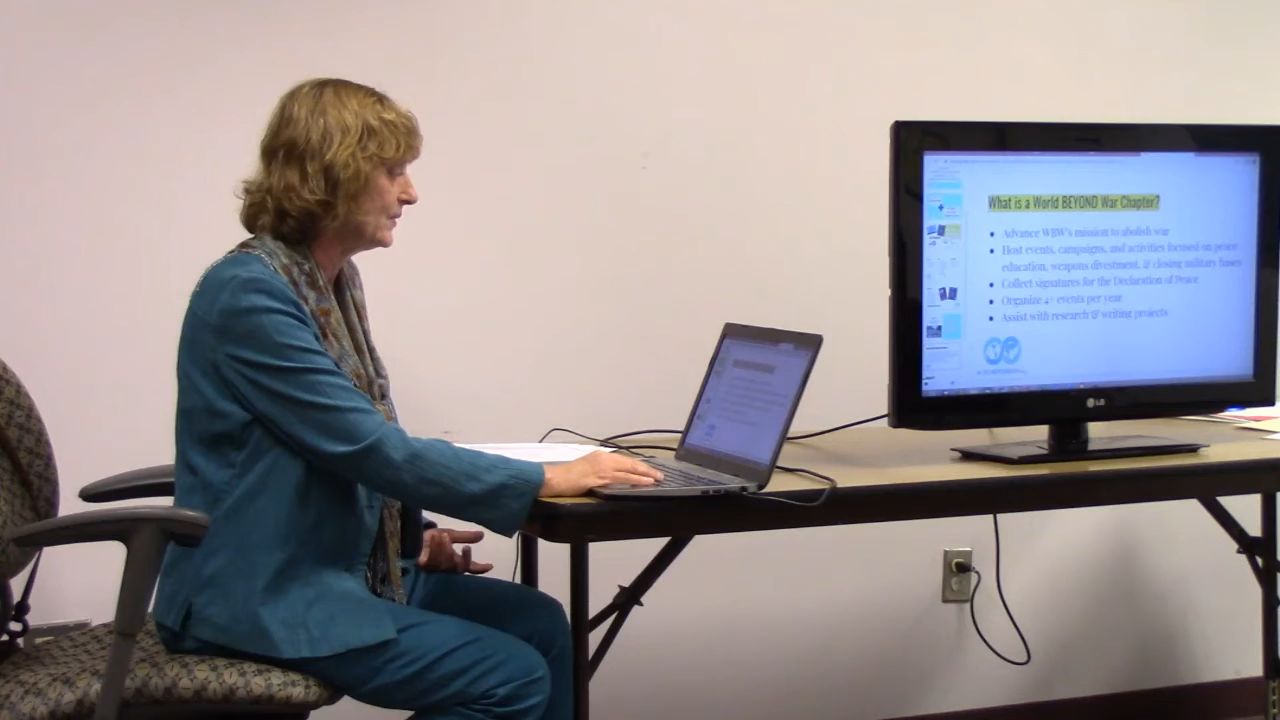 What is a World BEYOND War Chapter?
Advance WBW's mission to abolish war
Host events, campaigns, and activities focused on peace
education, weapons divestment, & closing military bases
Collect signatures for the Declaration of Peace
Organize 4+ events per year
Assist with research & writing projects
LG